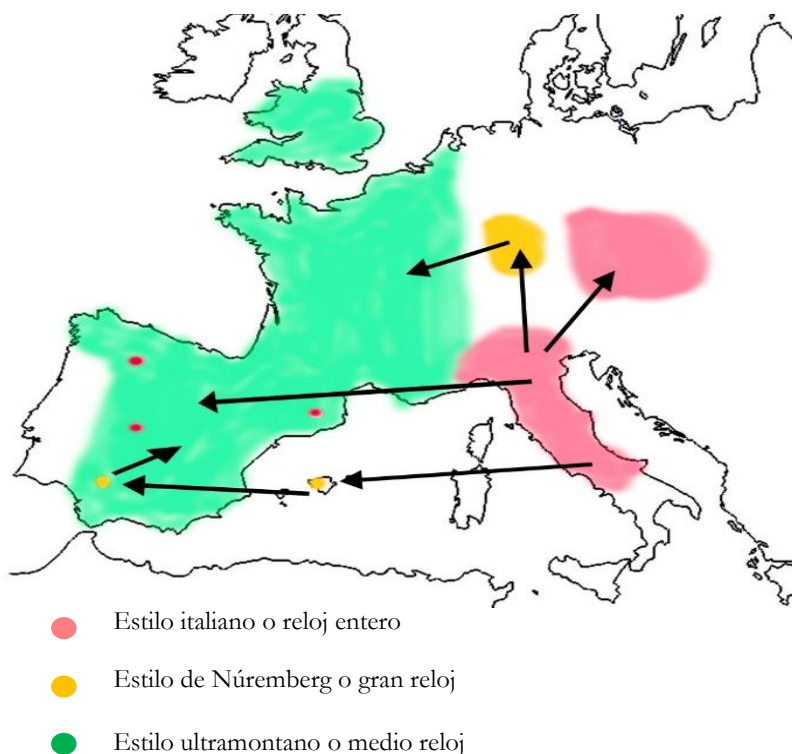 Estilo italiano o reloj entero
Estilo de Núremberg o gran reloj
Estilo ultramontano o medio reloj